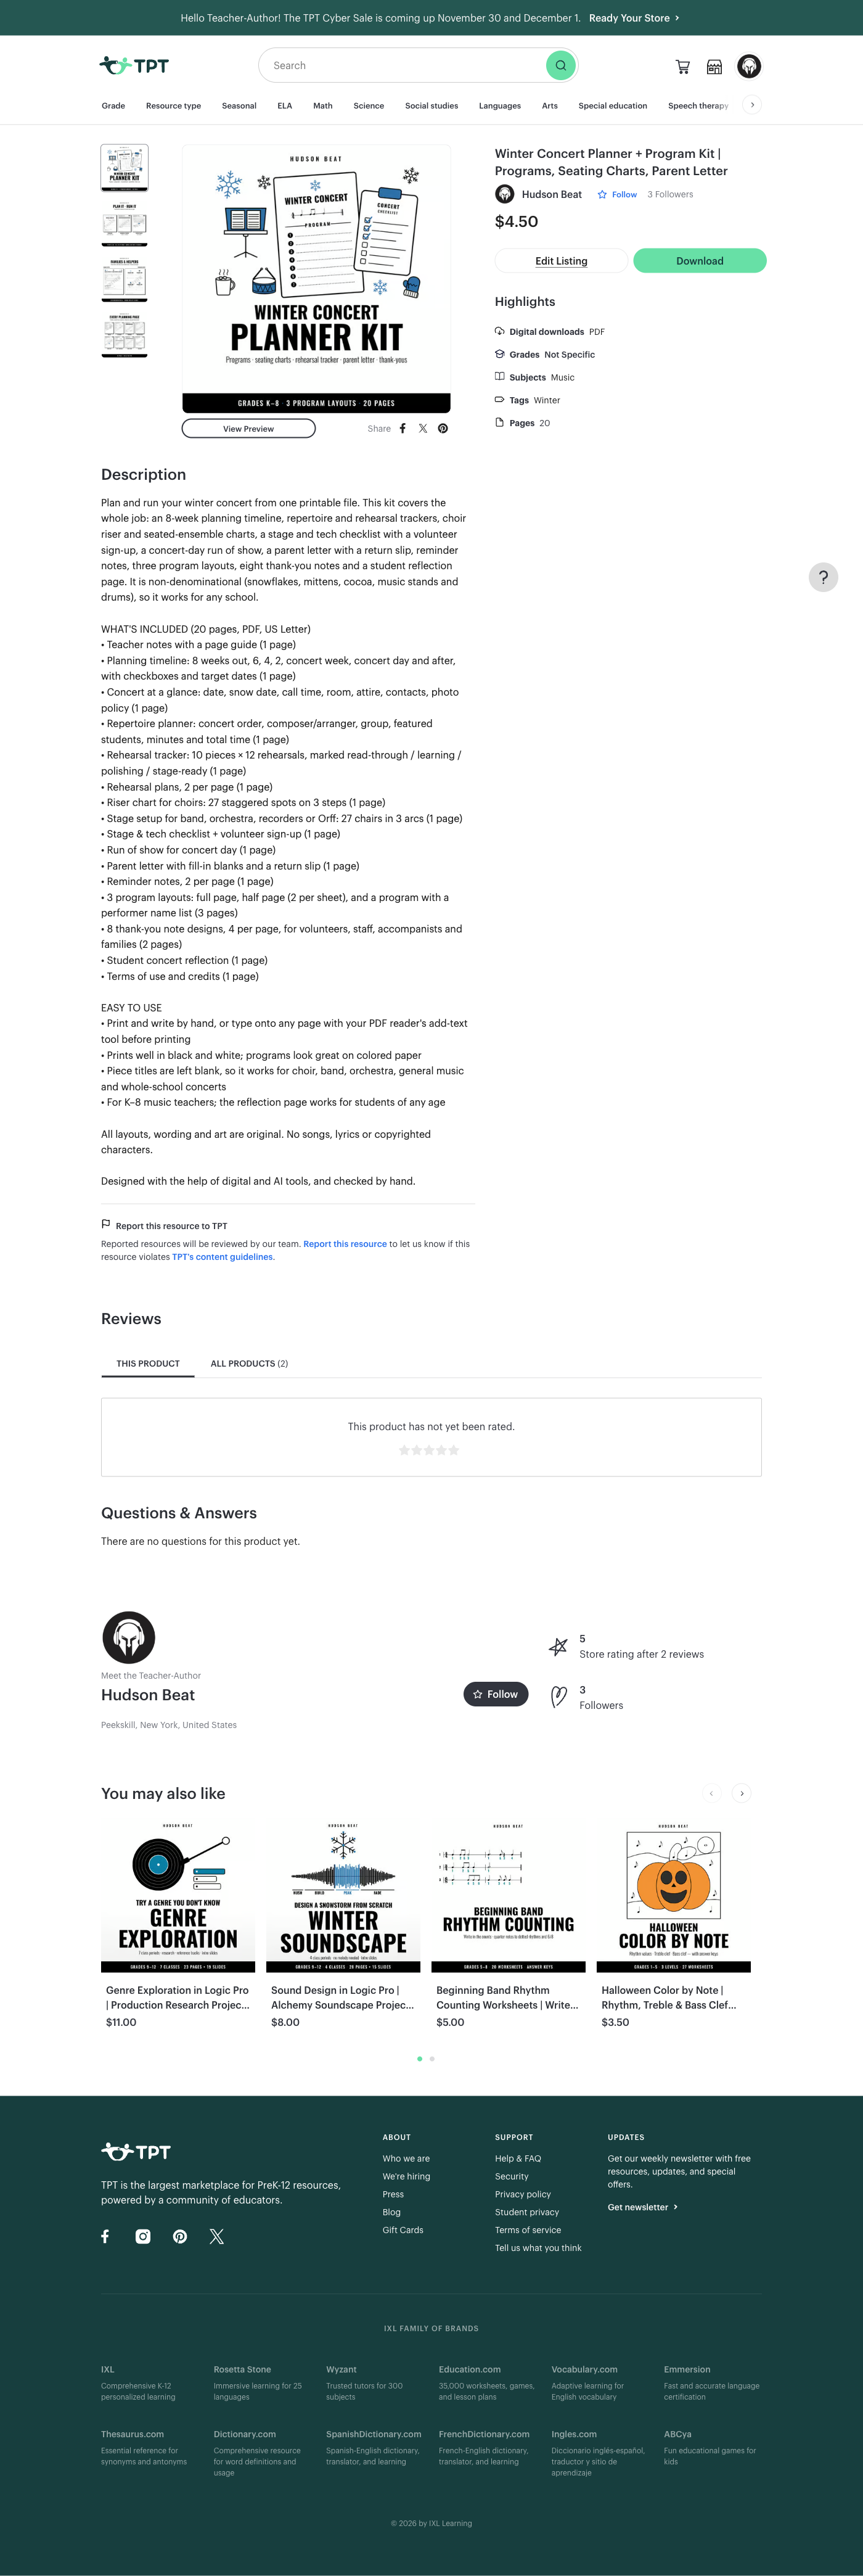 Hello Teacher-Author! The TPT Cyber Sale is coming up November 30 and December 1. Ready Your Store ›
TPT
Search
Grade Resource type Seasonal ELA Math Science Social studies Languages Arts Special education Speech therapy
HUDSON BEAT
WINTER CONCERT
PROGRAM
CONCERT
CHECKLIST
WINTER CONCERT
PLANNER KIT
Programs · seating charts · rehearsal tracker · parent letter · thank-yous
GRADES K–8 · 3 PROGRAM LAYOUTS · 20 PAGES
View Preview
Share
Winter Concert Planner + Program Kit |
Programs, Seating Charts, Parent Letter
Hudson Beat Follow 3 Followers
$4.50
Edit Listing Download
Highlights
Digital downloads PDF
Grades Not Specific
Subjects Music
Tags Winter
Pages 20
Description
Plan and run your winter concert from one printable file. This kit covers the
whole job: an 8-week planning timeline, repertoire and rehearsal trackers, choir
riser and seated-ensemble charts, a stage and tech checklist with a volunteer
sign-up, a concert-day run of show, a parent letter with a return slip, reminder
notes, three program layouts, eight thank-you notes and a student reflection
page. It is non-denominational (snowflakes, mittens, cocoa, music stands and
drums), so it works for any school.
WHAT'S INCLUDED (20 pages, PDF, US Letter)
• Teacher notes with a page guide (1 page)
• Planning timeline: 8 weeks out, 6, 4, 2, concert week, concert day and after,
with checkboxes and target dates (1 page)
• Concert at a glance: date, snow date, call time, room, attire, contacts, photo
policy (1 page)
• Repertoire planner: concert order, composer/arranger, group, featured
students, minutes and total time (1 page)
• Rehearsal tracker: 10 pieces × 12 rehearsals, marked read-through / learning /
polishing / stage-ready (1 page)
• Rehearsal plans, 2 per page (1 page)
• Riser chart for choirs: 27 staggered spots on 3 steps (1 page)
• Stage setup for band, orchestra, recorders or Orff: 27 chairs in 3 arcs (1 page)
• Stage & tech checklist + volunteer sign-up (1 page)
• Run of show for concert day (1 page)
• Parent letter with fill-in blanks and a return slip (1 page)
• Reminder notes, 2 per page (1 page)
• 3 program layouts: full page, half page (2 per sheet), and a program with a
performer name list (3 pages)
• 8 thank-you note designs, 4 per page, for volunteers, staff, accompanists and
families (2 pages)
• Student concert reflection (1 page)
• Terms of use and credits (1 page)
EASY TO USE
• Print and write by hand, or type onto any page with your PDF reader's add-text
tool before printing
• Prints well in black and white; programs look great on colored paper
• Piece titles are left blank, so it works for choir, band, orchestra, general music
and whole-school concerts
• For K–8 music teachers; the reflection page works for students of any age
All layouts, wording and art are original. No songs, lyrics or copyrighted
characters.
Designed with the help of digital and AI tools, and checked by hand.
Report this resource to TPT
Reported resources will be reviewed by our team. Report this resource to let us know if this
resource violates TPT's content guidelines.
Reviews
THIS PRODUCT ALL PRODUCTS (2)
This product has not yet been rated.
Questions & Answers
There are no questions for this product yet.
Meet the Teacher-Author
Hudson Beat
Peekskill, New York, United States
Follow
5
Store rating after 2 reviews
3
Followers
You may also like
HUDSON BEAT
TRY A GENRE YOU DON'T KNOW
GENRE
EXPLORATION
GRADES 9–12 7 CLASSES 23 PAGES + 19 SLIDES
Genre Exploration in Logic Pro
| Production Research Projec...
$11.00
HUDSON BEAT
DESIGN A SNOWSTORM FROM SCRATCH
WINTER
SOUNDSCAPE
Sound Design in Logic Pro |
Alchemy Soundscape Projec...
$8.00
HUDSON BEAT
BEGINNING BAND
RHYTHM COUNTING
Beginning Band Rhythm
Counting Worksheets | Write...
$5.00
HUDSON BEAT
HALLOWEEN
COLOR BY NOTE
Halloween Color by Note |
Rhythm, Treble & Bass Clef...
$3.50
TPT
TPT is the largest marketplace for PreK-12 resources,
powered by a community of educators.
ABOUT
Who we are
We're hiring
Press
Blog
Gift Cards
SUPPORT
Help & FAQ
Security
Privacy policy
Student privacy
Terms of service
Tell us what you think
UPDATES
Get our weekly newsletter with free
resources, updates, and special
offers.
Get newsletter ›
IXL FAMILY OF BRANDS
IXL
Comprehensive K-12
personalized learning
Rosetta Stone
Immersive learning for 25
languages
Wyzant
Trusted tutors for 300
subjects
Education.com
35,000 worksheets, games,
and lesson plans
Vocabulary.com
Adaptive learning for
English vocabulary
Emmersion
Fast and accurate language
certification
Thesaurus.com
Essential reference for
synonyms and antonyms
Dictionary.com
Comprehensive resource
for word definitions and
usage
SpanishDictionary.com
Spanish-English dictionary,
translator, and learning
FrenchDictionary.com
French-English dictionary,
translator, and learning
Ingles.com
Diccionario inglés-español,
traductor y sitio de
aprendizaje
ABCya
Fun educational games for
kids
© 2026 by IXL Learning